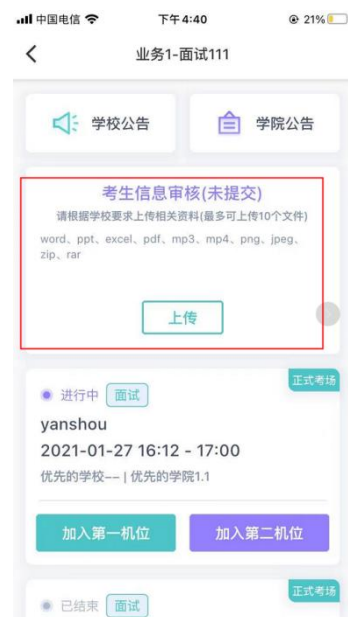 中国电信 下午4:40 21%
业务1-面试111
学校公告 学院公告
考生信息审核(未提交)
请根据学校要求上传相关资料(最多可上传10个文件)
word、ppt、excel、pdf、mp3、mp4、png、jpeg、
zip、rar
上传
正式考场
进行中 面试
yanshou
2021-01-27 16:12 - 17:00
优先的学校-- | 优先的学院1.1
加入第一机位 加入第二机位
正式考场
已结束 面试